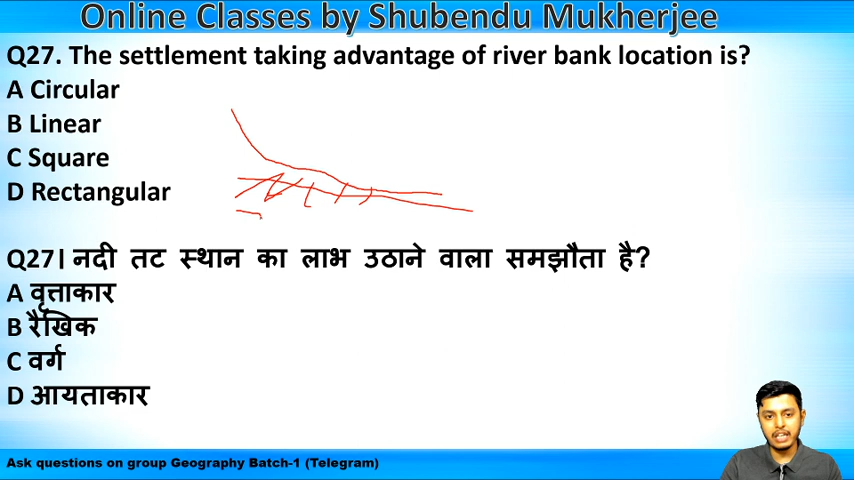 Online Classes by Shubendu Mukherjee
Q27. The settlement taking advantage of river bank location is?
A Circular
B Linear
C Square
D Rectangular
Q27। नदी तट स्थान का लाभ उठाने वाला समझौता है?
A वृत्ताकार
B रैखिक
C वर्ग
D आयताकार
Ask questions on group Geography Batch-1 (Telegram)